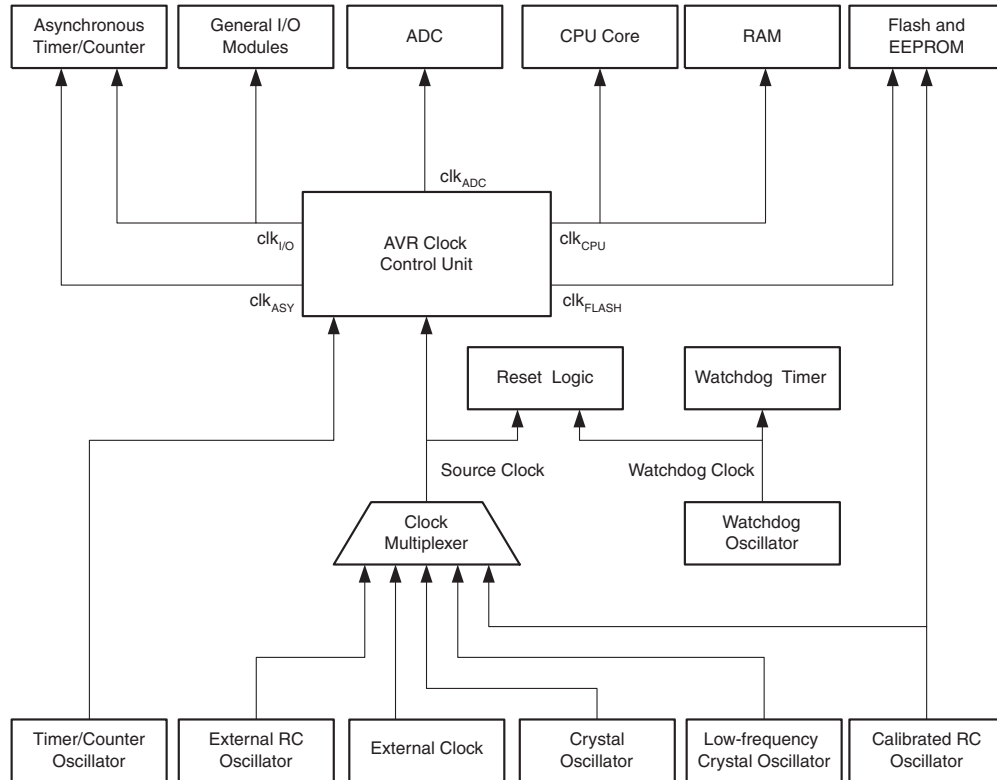 Asynchronous
Timer/Counter
General I/O
Modules
ADC
CPU Core
RAM
Flash and
EEPROM
clkADC
clkI/O
AVR Clock
Control Unit
clkCPU
clkASY
clkFLASH
Reset Logic
Watchdog Timer
Source Clock
Watchdog Clock
Clock
Multiplexer
Watchdog
Oscillator
Timer/Counter
Oscillator
External RC
Oscillator
External Clock
Crystal
Oscillator
Low-frequency
Crystal Oscillator
Calibrated RC
Oscillator